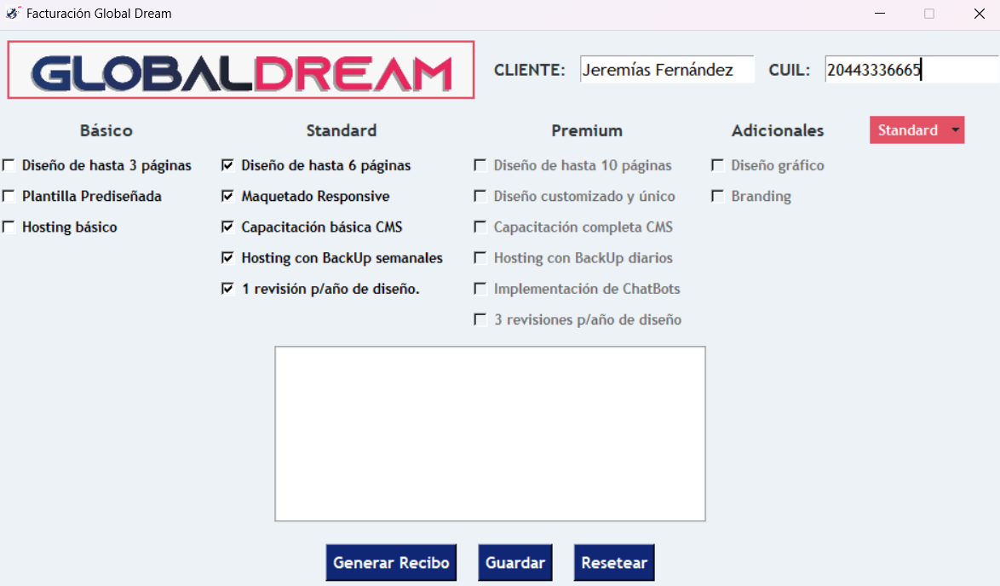 Facturación Global Dream
GLOBALDREAM
CLIENTE: Jeremías Fernández CUIL: 20443336665
Básico Standard Premium Adicionales Standard
Diseño de hasta 3 páginas Diseño de hasta 6 páginas Diseño de hasta 10 páginas Diseño gráfico
Plantilla Prediseñada Maquetado Responsive Diseño customizado y único Branding
Hosting básico Capacitación básica CMS Capacitación completa CMS
Hosting con BackUp semanales Hosting con BackUp diarios
1 revisión p/año de diseño. Implementación de ChatBots
3 revisiones p/año de diseño
Generar Recibo Guardar Resetear